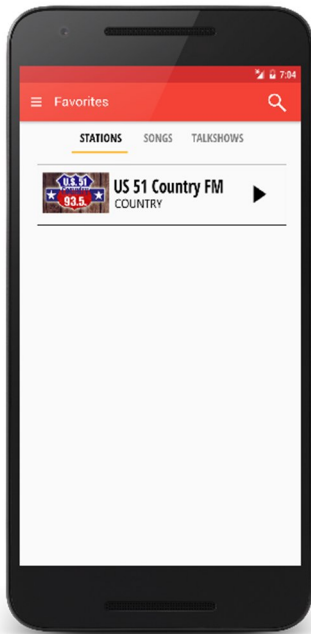 7:04
Favorites
STATIONS SONGS TALKSHOWS
U.S. 51
93.5
US 51 Country FM
COUNTRY